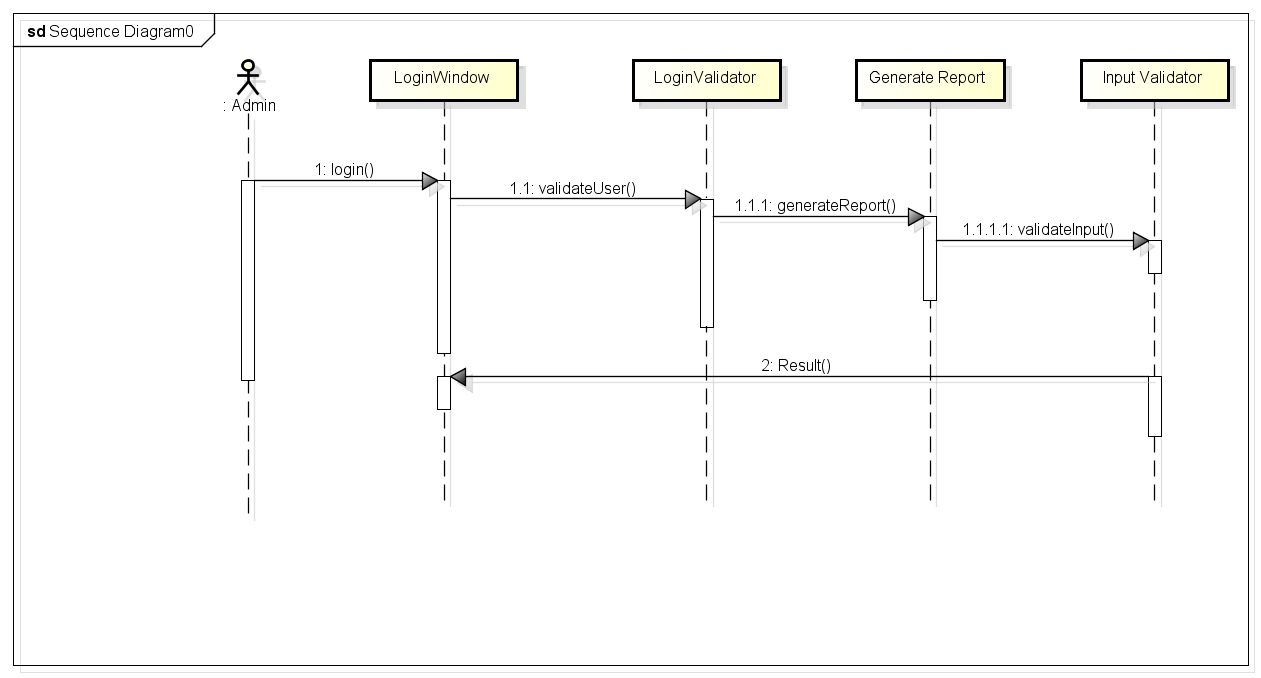 sd Sequence Diagram0
: Admin
LoginWindow
LoginValidator
Generate Report
Input Validator
1: login()
1.1: validateUser()
1.1.1: generateReport()
1.1.1.1: validateInput()
2: Result()